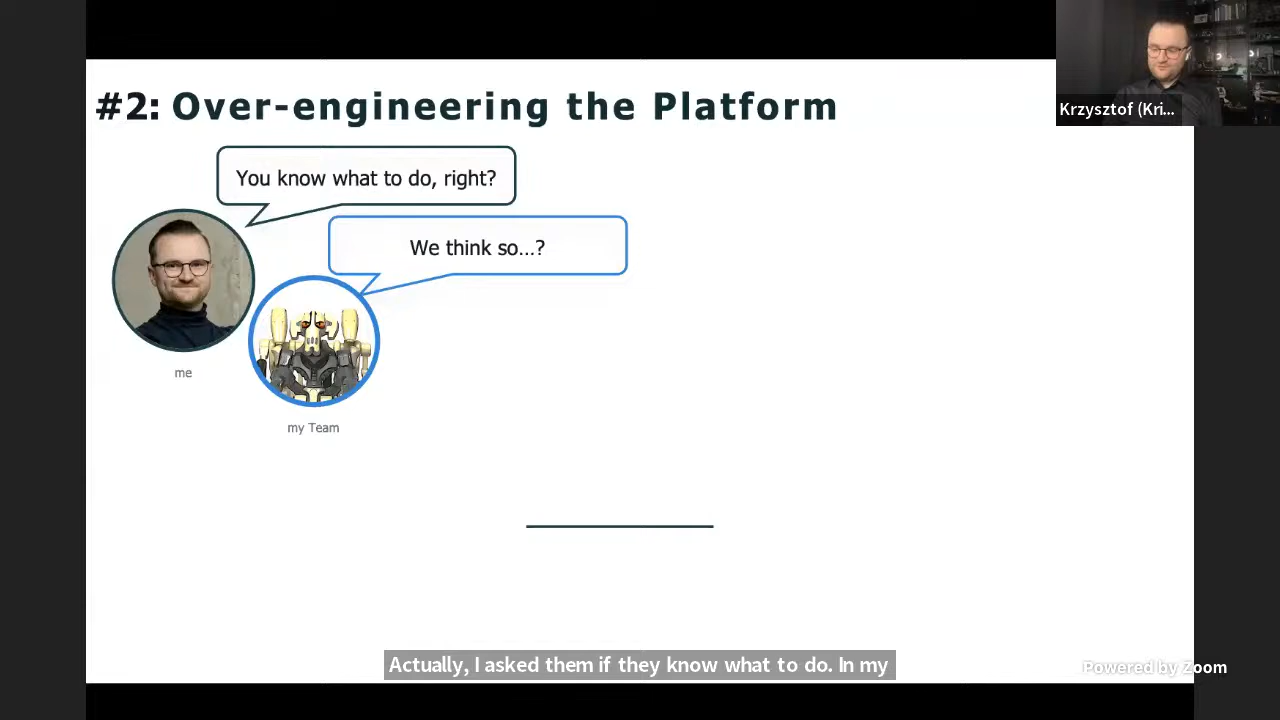 #2: Over-engineering the Platform
Krzysztof (Kri...
You know what to do, right?
We think so...?
me
my Team
Actually, I asked them if they know what to do. In my
Powered by Zoom